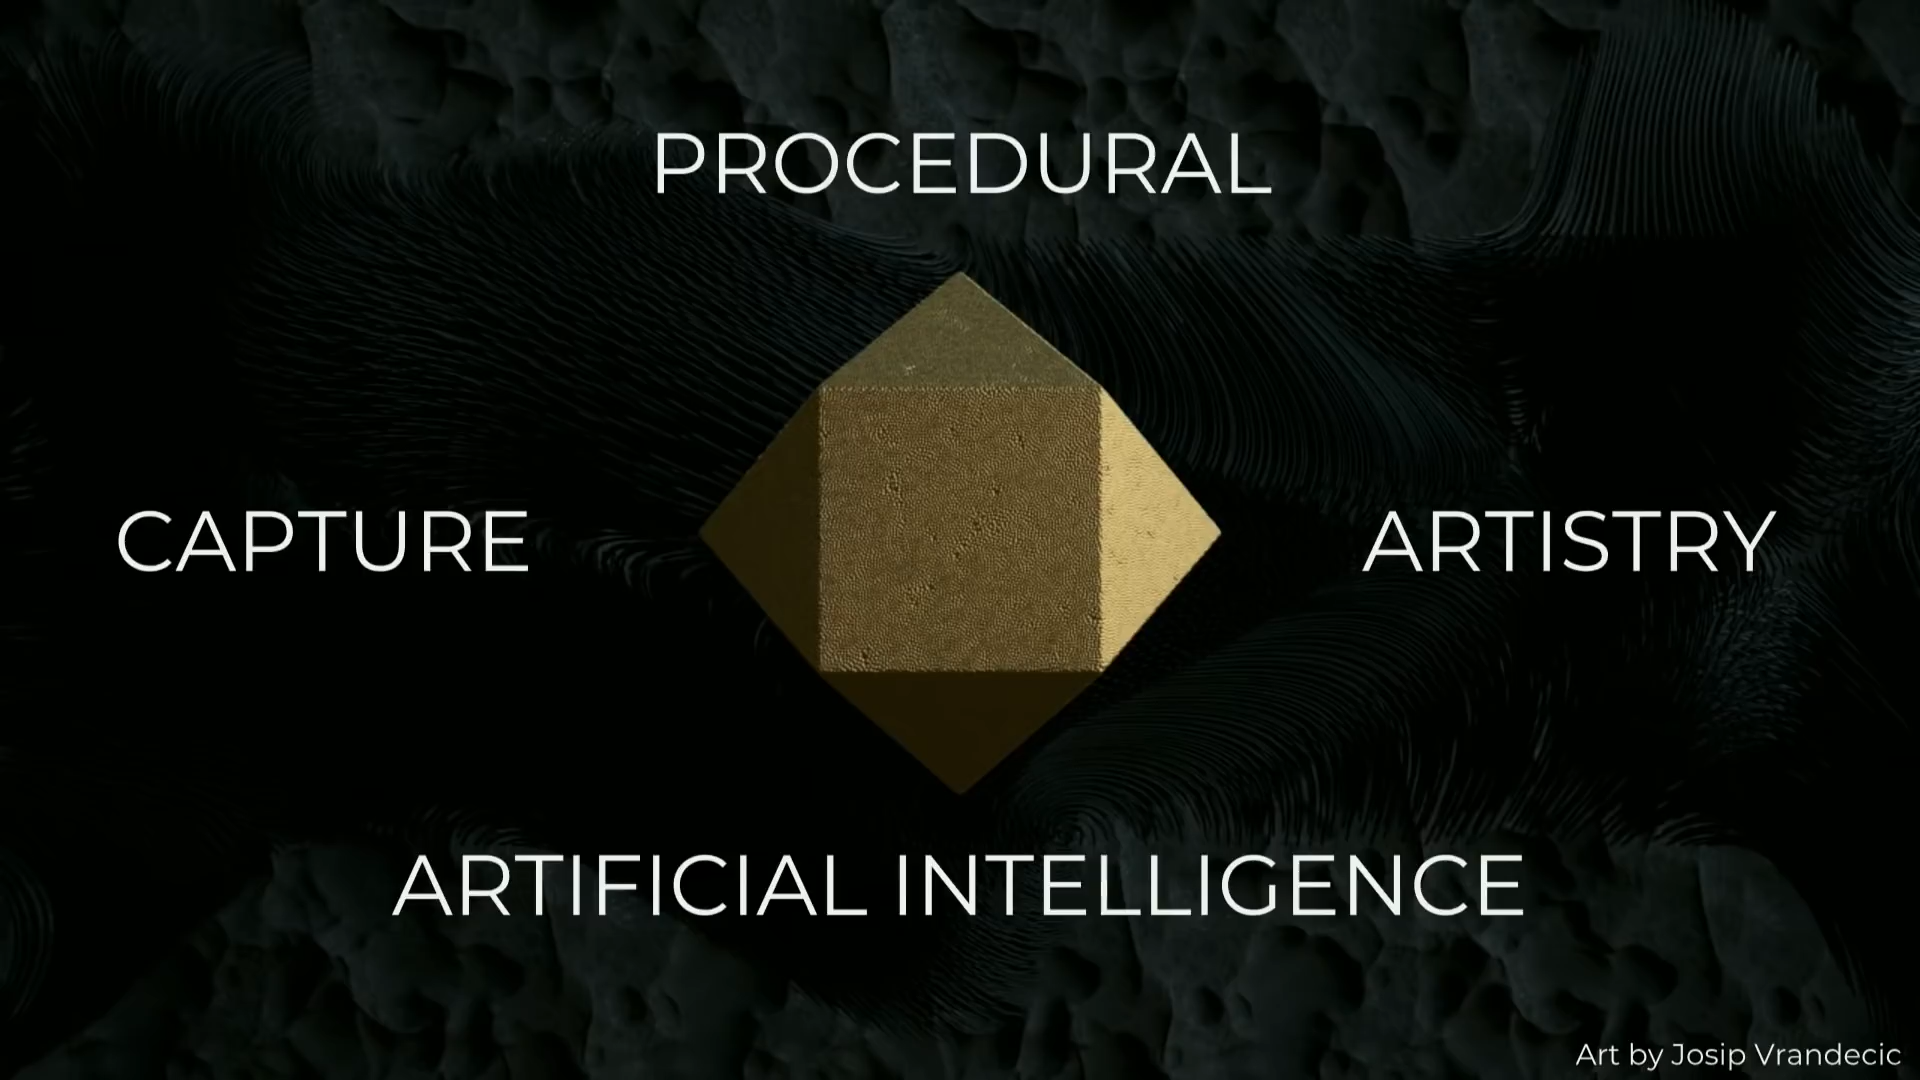 PROCEDURAL
CAPTURE
ARTISTRY
ARTIFICIAL INTELLIGENCE
Art by Josip Vrandecic